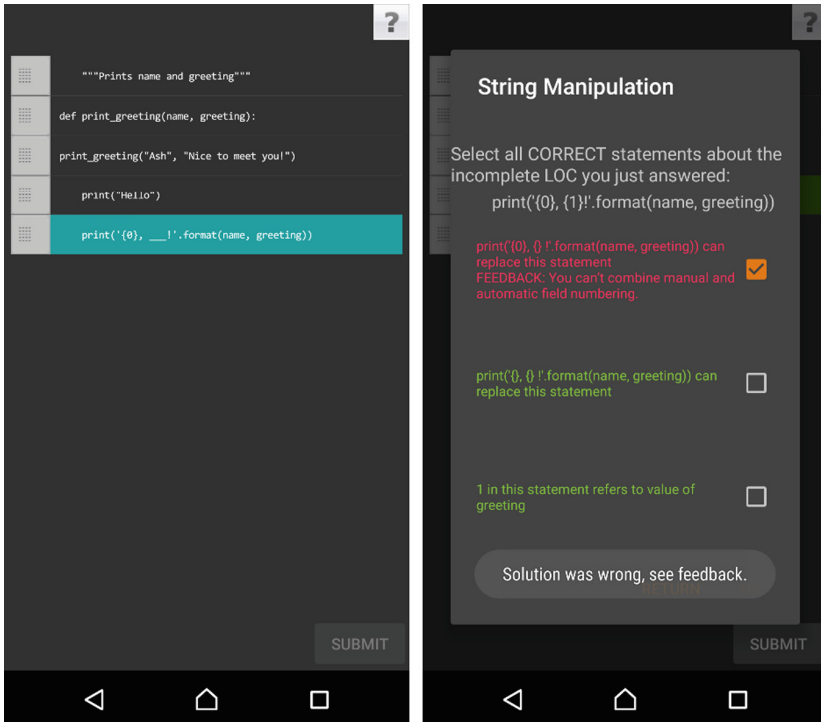 ?
"""Prints name and greeting"""
def print_greeting(name, greeting):
print_greeting("Ash", "Nice to meet you!")
print("Hello")
print('{0}, ___!'.format(name, greeting))
SUBMIT
?
String Manipulation
Select all CORRECT statements about the
incomplete LOC you just answered:
print('{0}, {1}!'.format(name, greeting))
print('{0}, {} !'.format(name, greeting)) can
replace this statement
FEEDBACK: You can't combine manual and
automatic field numbering.
print('{}, {} !'.format(name, greeting)) can
replace this statement
1 in this statement refers to value of
greeting
Solution was wrong, see feedback.
RETURN
SUBMIT